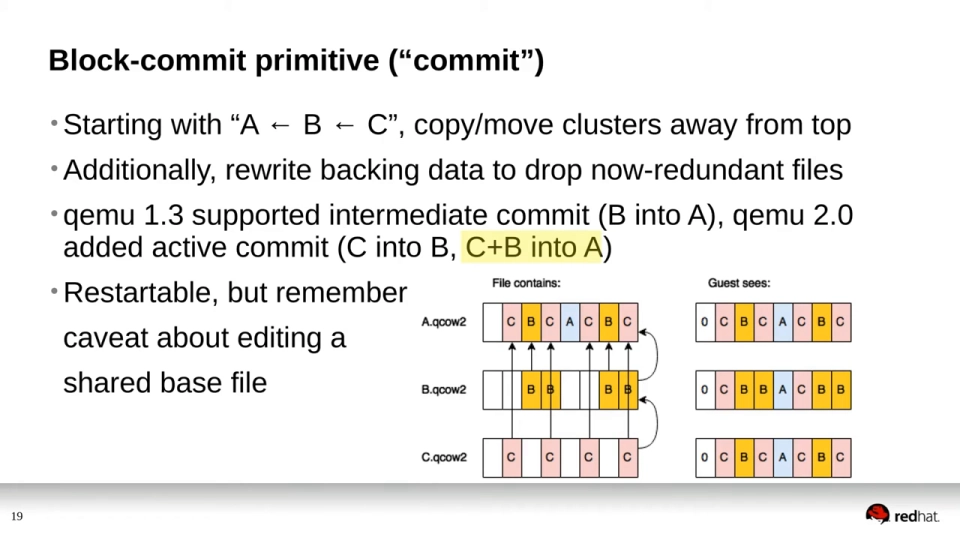 Block-commit primitive (“commit”)
•Starting with “A ← B ← C”, copy/move clusters away from top
•Additionally, rewrite backing data to drop now-redundant files
•qemu 1.3 supported intermediate commit (B into A), qemu 2.0
added active commit (C into B, C+B into A)
•Restartable, but remember
caveat about editing a
shared base file
File contains: Guest sees:
A.qcow2 C B C A C B C 0 C B C A C B C
B.qcow2 B B B B 0 C B B A C B B
C.qcow2 C C C C 0 C B C A C B C
19
redhat.